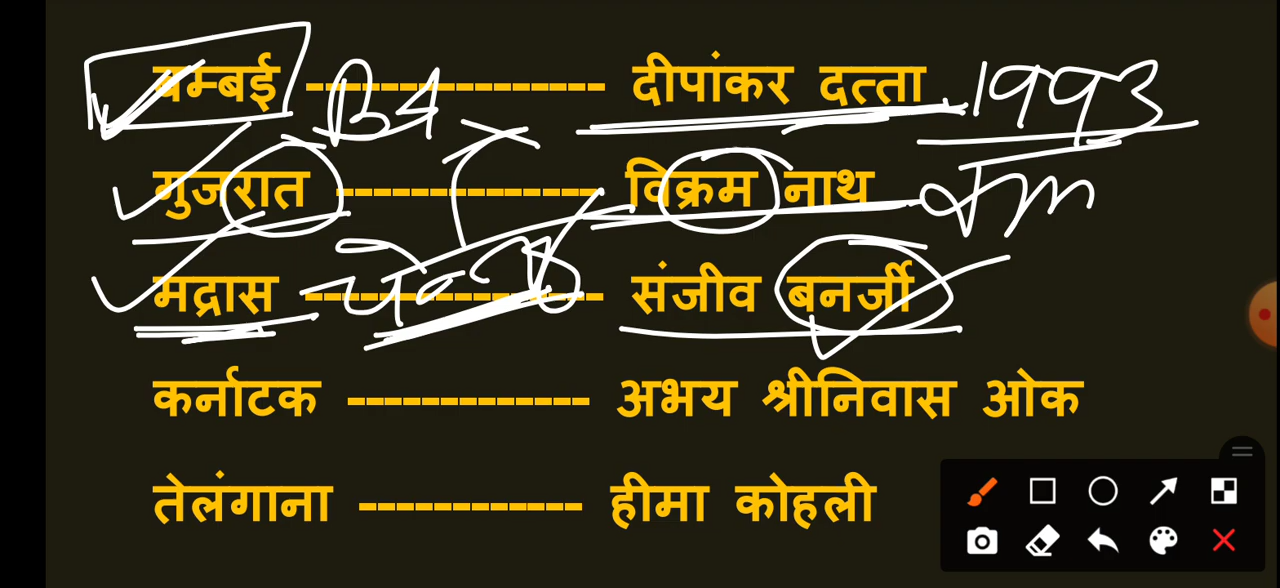 बम्बई --------------- दीपांकर दत्ता 1993
गुजरात ------------- विक्रम नाथ
मद्रास --------------- संजीव बनर्जी
कर्नाटक ------------- अभय श्रीनिवास ओक
तेलंगाना ------------ हीमा कोहली